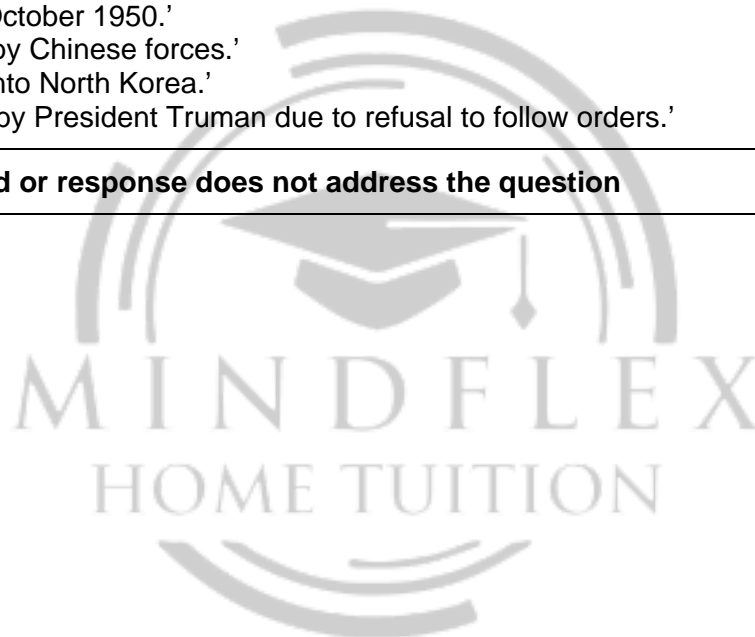 October 1950.’
by Chinese forces.’
nto North Korea.’
by President Truman due to refusal to follow orders.’
d or response does not address the question
MINDFLEX
HOME TUITION